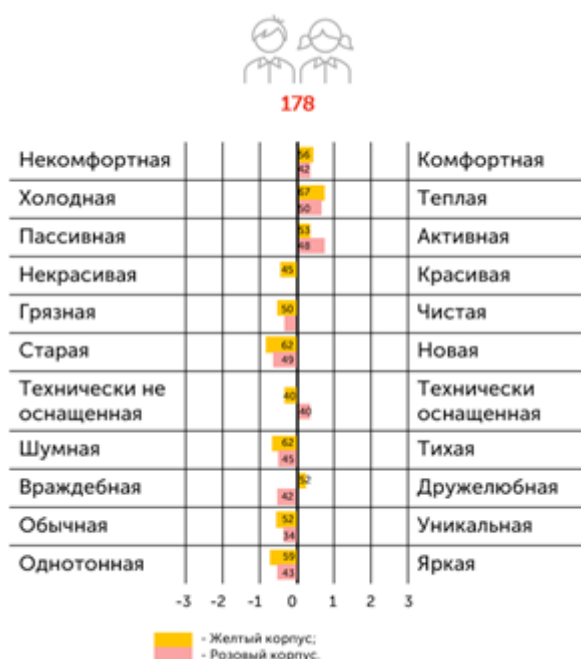 178
Некомфортная 56 Комфортная
42
Холодная 67 Теплая
50
Пассивная 53 Активная
48
Некрасивая 45 Красивая
Грязная 50 Чистая
Старая 62 Новая
49
Технически не 40 Технически
оснащенная 40 оснащенная
Шумная 62 Тихая
45
Враждебная 52 Дружелюбная
42
Обычная 52 Уникальная
34
Однотонная 59 Яркая
43
-3 -2 -1 0 1 2 3
- Желтый корпус;
- Розовый корпус.